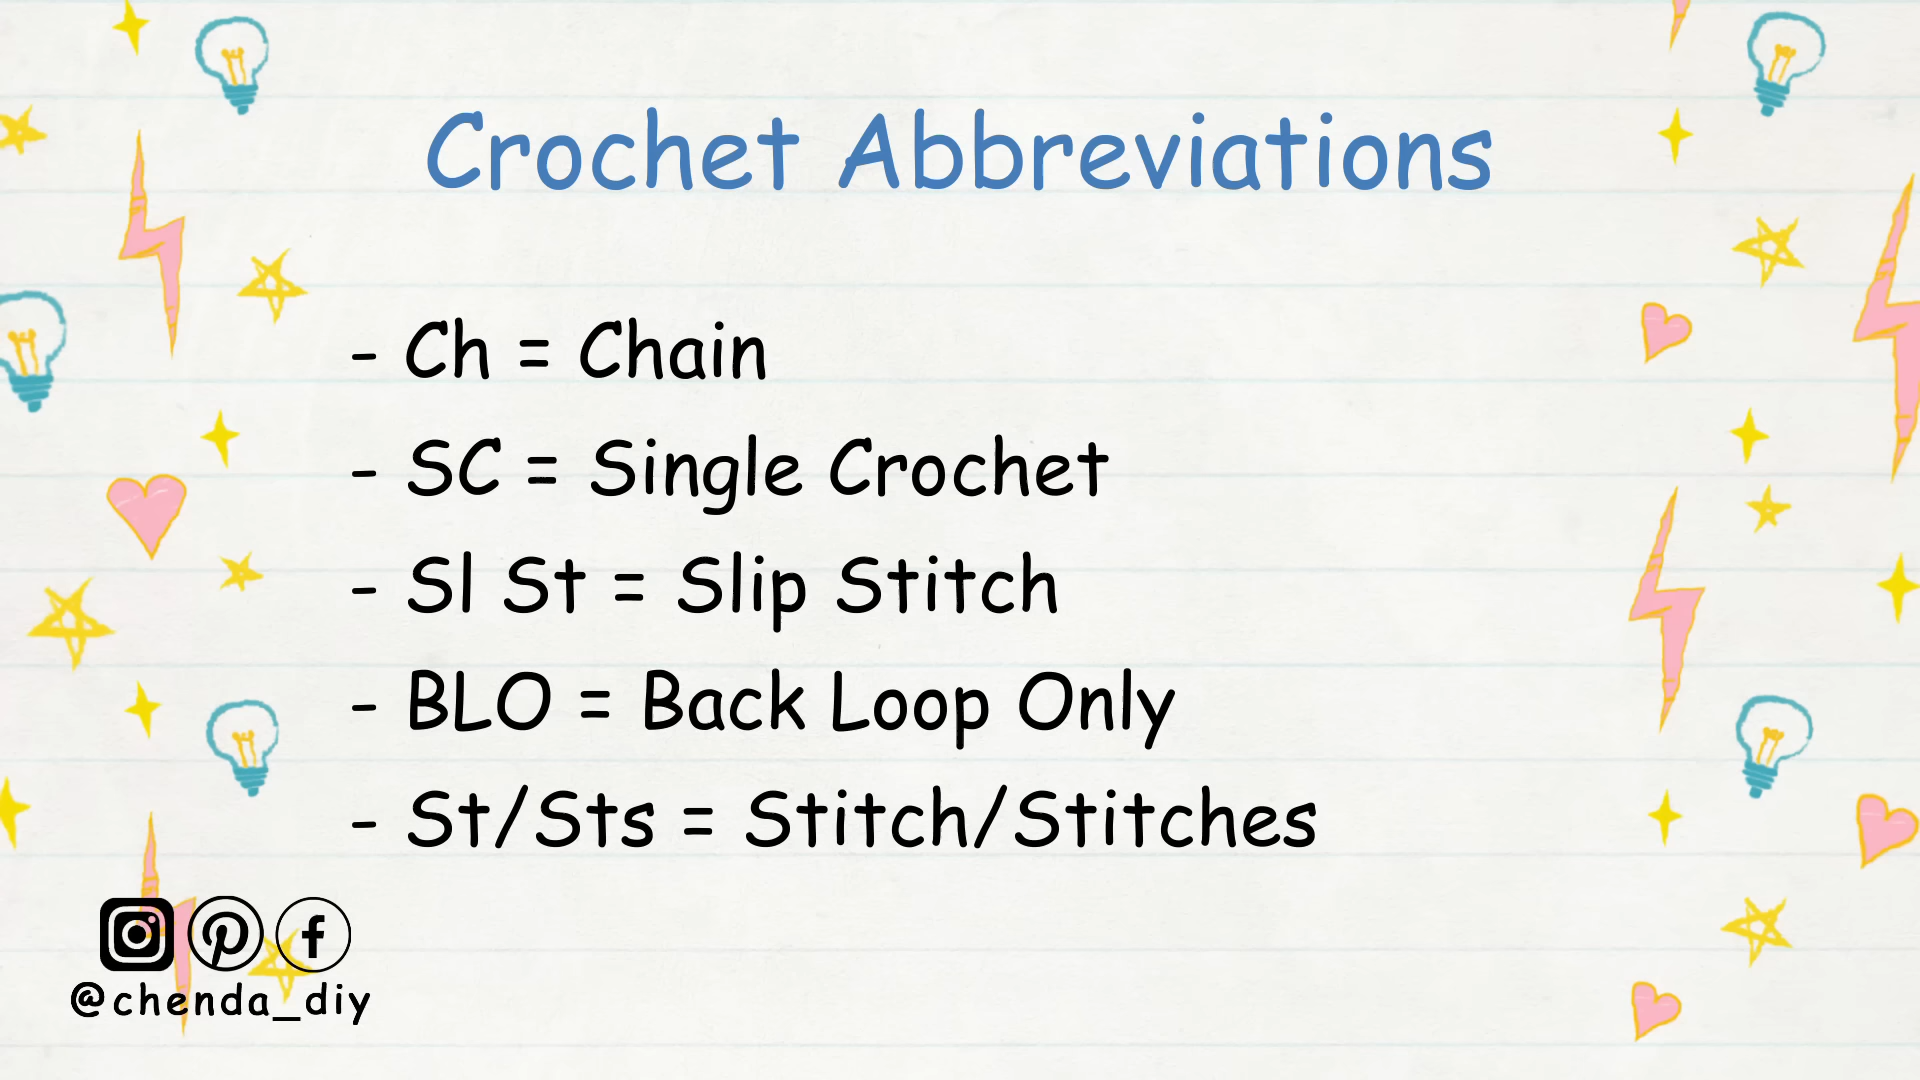 Crochet Abbreviations
- Ch = Chain
- SC = Single Crochet
- Sl St = Slip Stitch
- BLO = Back Loop Only
- St/Sts = Stitch/Stitches
@chenda_diy